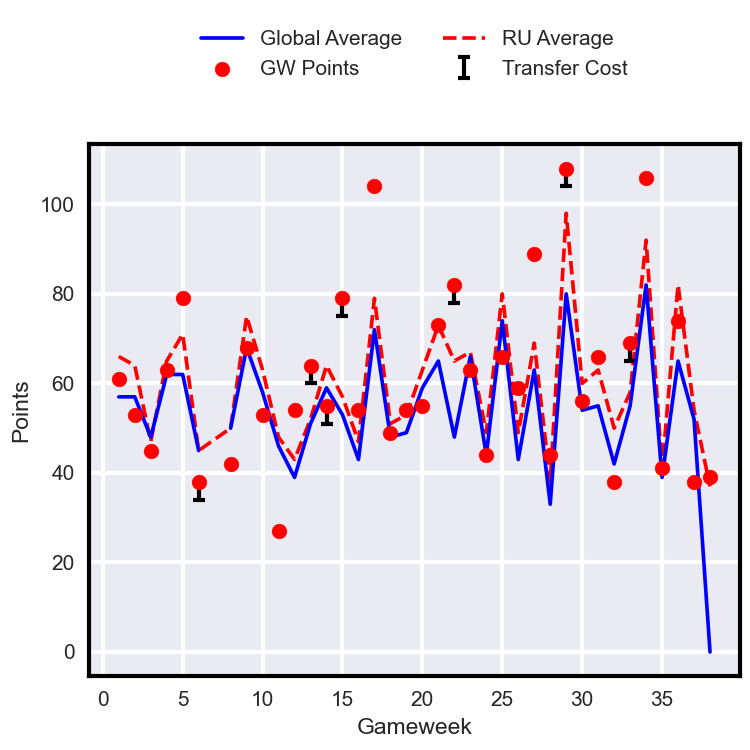 Global Average
RU Average
GW Points
Transfer Cost
100
80
60
40
20
0
Points
0 5 10 15 20 25 30 35
Gameweek